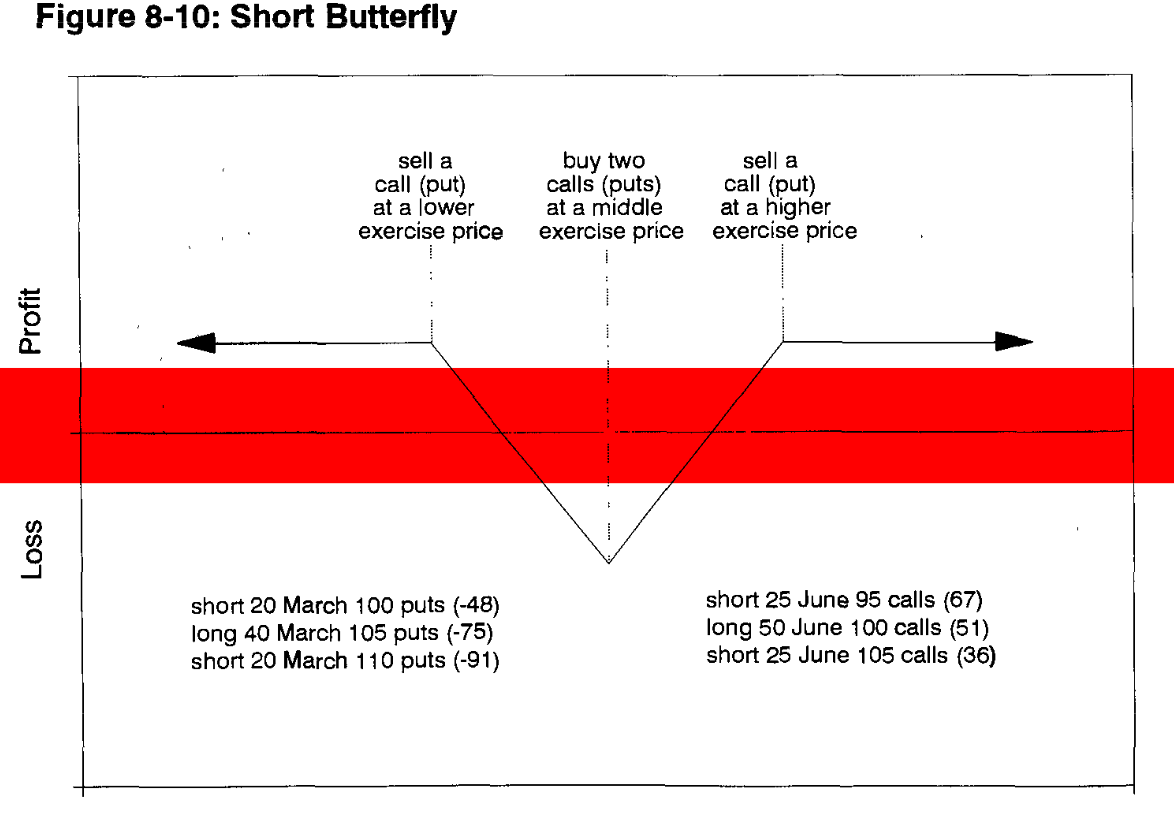 Figure 8-10: Short Butterfly
sell a
call (put)
at a lower
exercise price
buy two
calls (puts)
at a middle
exercise price
sell a
call (put)
at a higher
exercise price
Profit
Loss
short 20 March 100 puts (-48)
long 40 March 105 puts (-75)
short 20 March 110 puts (-91)
short 25 June 95 calls (67)
long 50 June 100 calls (51)
short 25 June 105 calls (36)